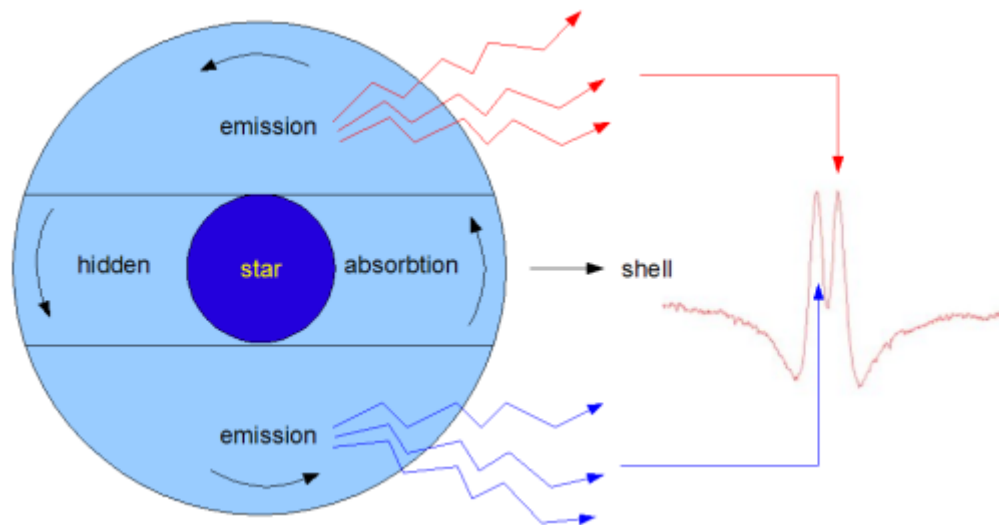 emission
hidden
star
absorbtion
shell
emission